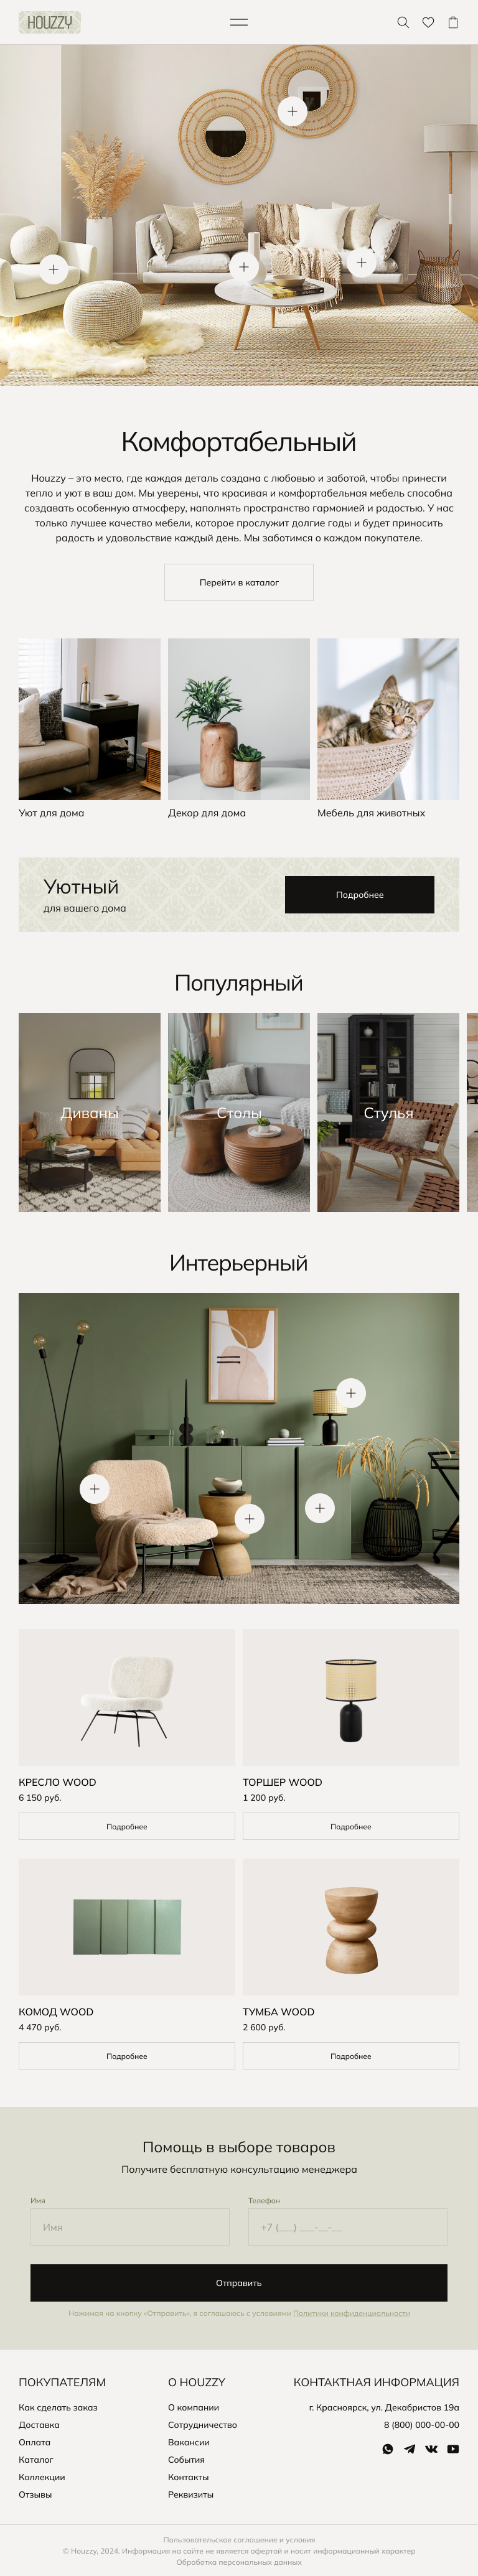 HOUZZY
Комфортабельный
Houzzy – это место, где каждая деталь создана с любовью и заботой, чтобы принести
тепло и уют в ваш дом. Мы уверены, что красивая и комфортабельная мебель способна
создавать особенную атмосферу, наполнять пространство гармонией и радостью. У нас
только лучшее качество мебели, которое прослужит долгие годы и будет приносить
радость и удовольствие каждый день. Мы заботимся о каждом покупателе.
Перейти в каталог
Уют для дома
Декор для дома
Мебель для животных
Уютный
для вашего дома
Подробнее
Популярный
Диваны
Столы
Стулья
Интерьерный
КРЕСЛО WOOD
6 150 руб.
Подробнее
ТОРШЕР WOOD
1 200 руб.
Подробнее
КОМОД WOOD
4 470 руб.
Подробнее
ТУМБА WOOD
2 600 руб.
Подробнее
Помощь в выборе товаров
Получите бесплатную консультацию менеджера
Имя
Имя
Телефон
+7 (___) ___-__-__
Отправить
Нажимая на кнопку «Отправить», я соглашаюсь с условиями Политики конфиденциальности
ПОКУПАТЕЛЯМ
Как сделать заказ
Доставка
Оплата
Каталог
Коллекции
Отзывы
О HOUZZY
О компании
Сотрудничество
Вакансии
События
Контакты
Реквизиты
КОНТАКТНАЯ ИНФОРМАЦИЯ
г. Красноярск, ул. Декабристов 19а
8 (800) 000-00-00
Пользовательское соглашение и условия
© Houzzy, 2024. Информация на сайте не является офертой и носит информационный характер
Обработка персональных данных